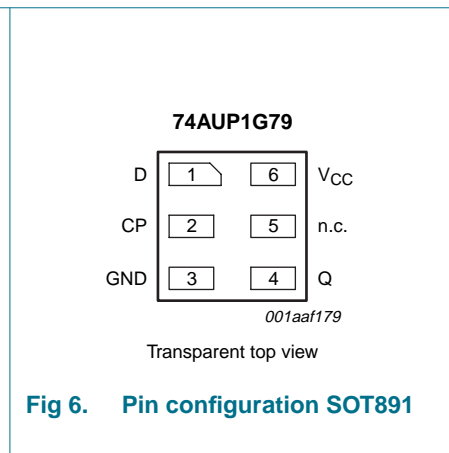 74AUP1G79
D 1 6 VCC
CP 2 5 n.c.
GND 3 4 Q
001aaf179
Transparent top view
Fig 6. Pin configuration SOT891